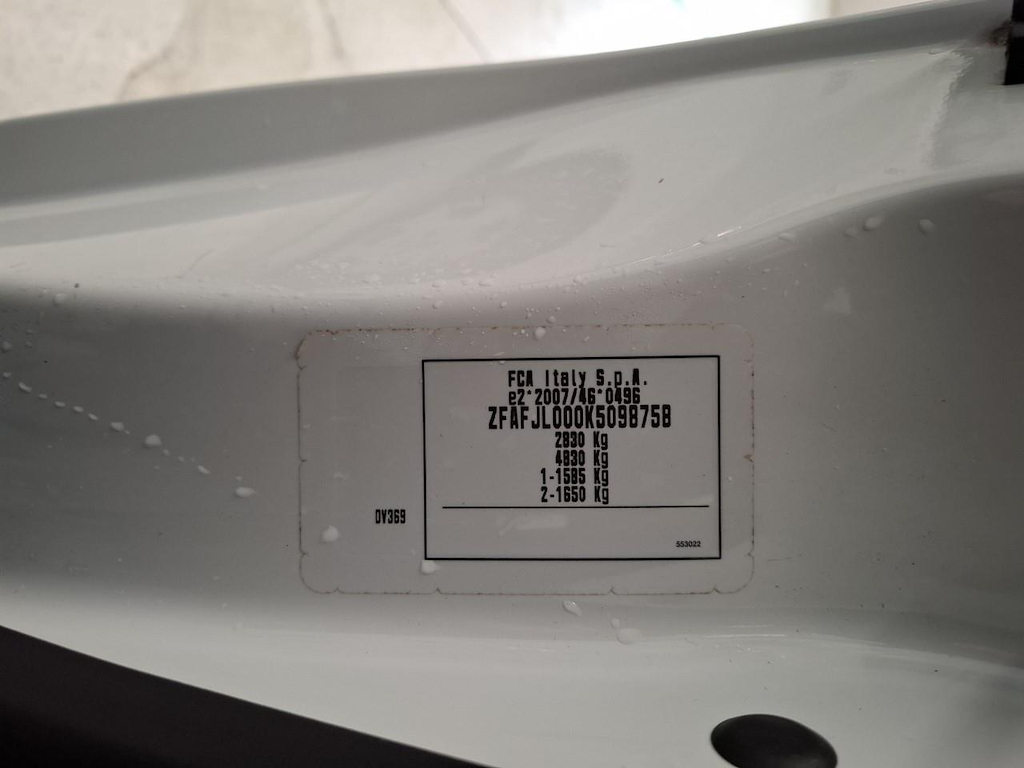 FCA Italy S.p.A.
e2*2007/46*0496
ZFAFJL000K5098758
2830 Kg
4830 Kg
1-1585 Kg
2-1650 Kg
DV369
553022